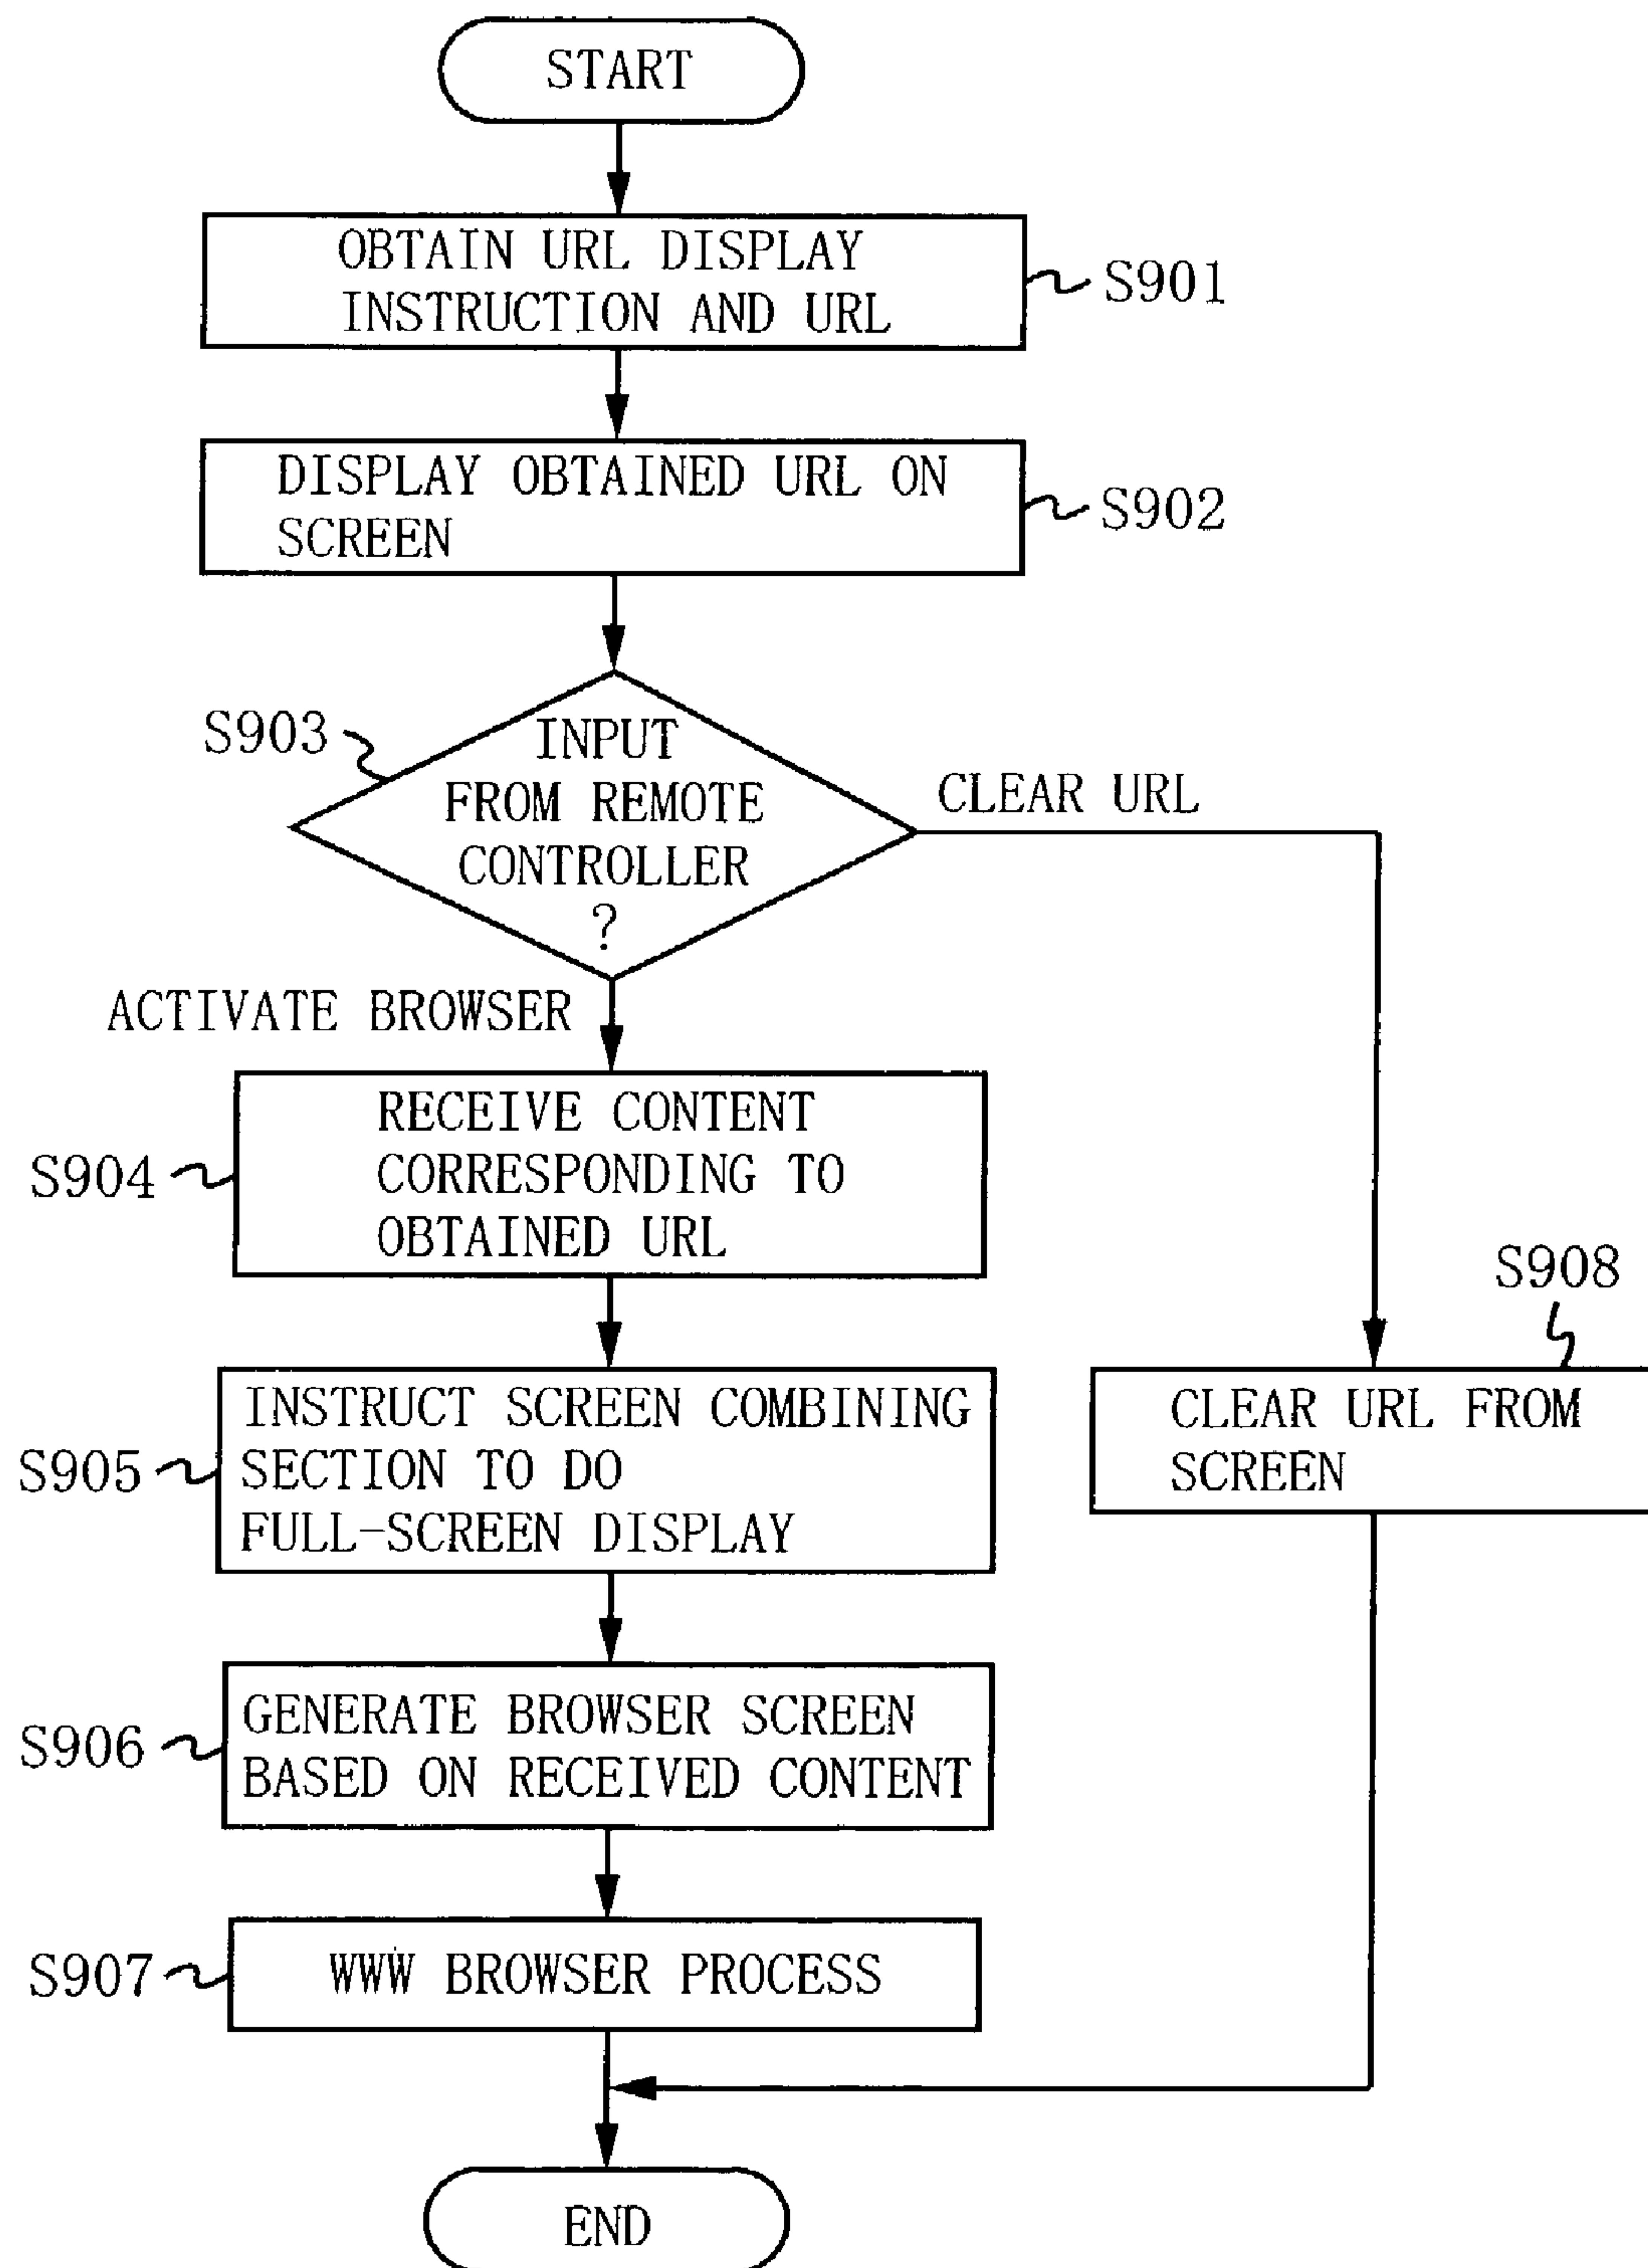 START
OBTAIN URL DISPLAY
INSTRUCTION AND URL
S901
DISPLAY OBTAINED URL ON
SCREEN
S902
S903
INPUT
FROM REMOTE
CONTROLLER
?
CLEAR URL
ACTIVATE BROWSER
RECEIVE CONTENT
CORRESPONDING TO
OBTAINED URL
S904
S908
INSTRUCT SCREEN COMBINING
SECTION TO DO
FULL-SCREEN DISPLAY
S905
CLEAR URL FROM
SCREEN
GENERATE BROWSER SCREEN
BASED ON RECEIVED CONTENT
S906
S907
WWW BROWSER PROCESS
END